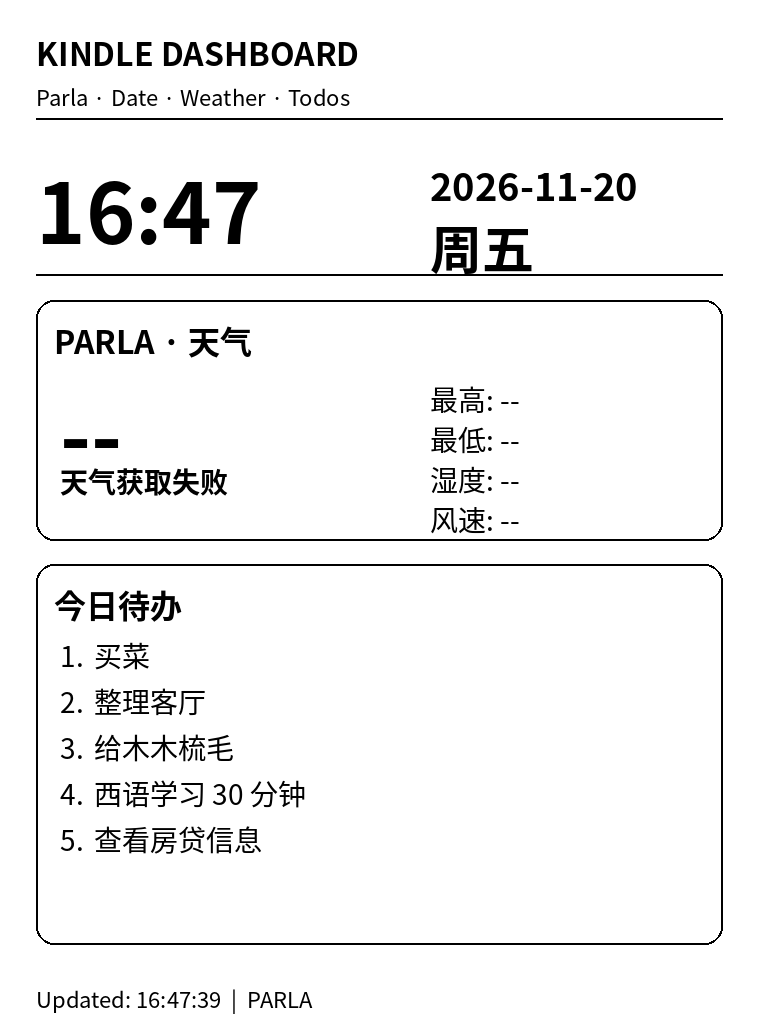 KINDLE DASHBOARD
Parla · Date · Weather · Todos
16:47
2026-11-20
周五
PARLA · 天气
--
天气获取失败
最高: --
最低: --
湿度: --
风速: --
今日待办
1. 买菜
2. 整理客厅
3. 给木木梳毛
4. 西语学习 30 分钟
5. 查看房贷信息
Updated: 16:47:39 | PARLA